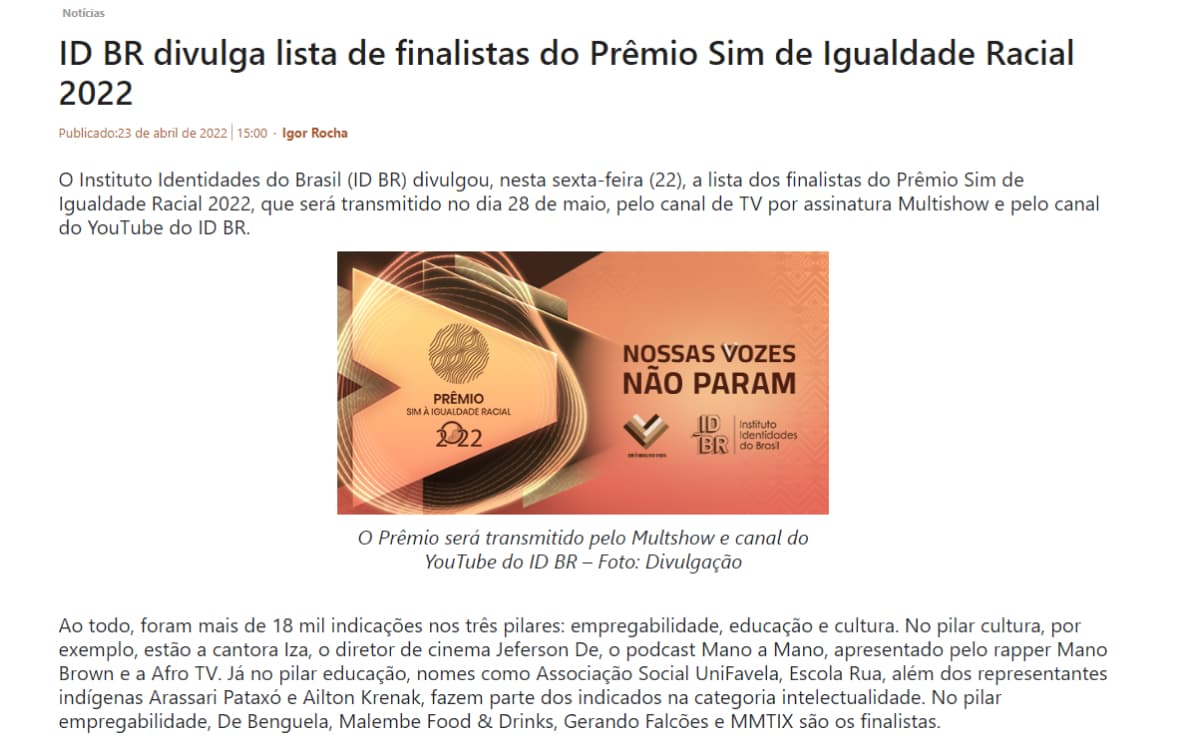 Notícias
ID BR divulga lista de finalistas do Prêmio Sim de Igualdade Racial
2022
Publicado:23 de abril de 2022 | 15:00 · Igor Rocha
O Instituto Identidades do Brasil (ID BR) divulgou, nesta sexta-feira (22), a lista dos finalistas do Prêmio Sim de
Igualdade Racial 2022, que será transmitido no dia 28 de maio, pelo canal de TV por assinatura Multishow e pelo canal
do YouTube do ID BR.
PRÊMIO
SIM À IGUALDADE RACIAL
2022
NOSSAS VOZES
NÃO PARAM
ID
BR
Instituto
Identidades
do Brasil
O Prêmio será transmitido pelo Multshow e canal do
YouTube do ID BR – Foto: Divulgação
Ao todo, foram mais de 18 mil indicações nos três pilares: empregabilidade, educação e cultura. No pilar cultura, por
exemplo, estão a cantora Iza, o diretor de cinema Jeferson De, o podcast Mano a Mano, apresentado pelo rapper Mano
Brown e a Afro TV. Já no pilar educação, nomes como Associação Social UniFavela, Escola Rua, além dos representantes
indígenas Arassari Pataxó e Ailton Krenak, fazem parte dos indicados na categoria intelectualidade. No pilar
empregabilidade, De Benguela, Malembe Food & Drinks, Gerando Falcões e MMTIX são os finalistas.